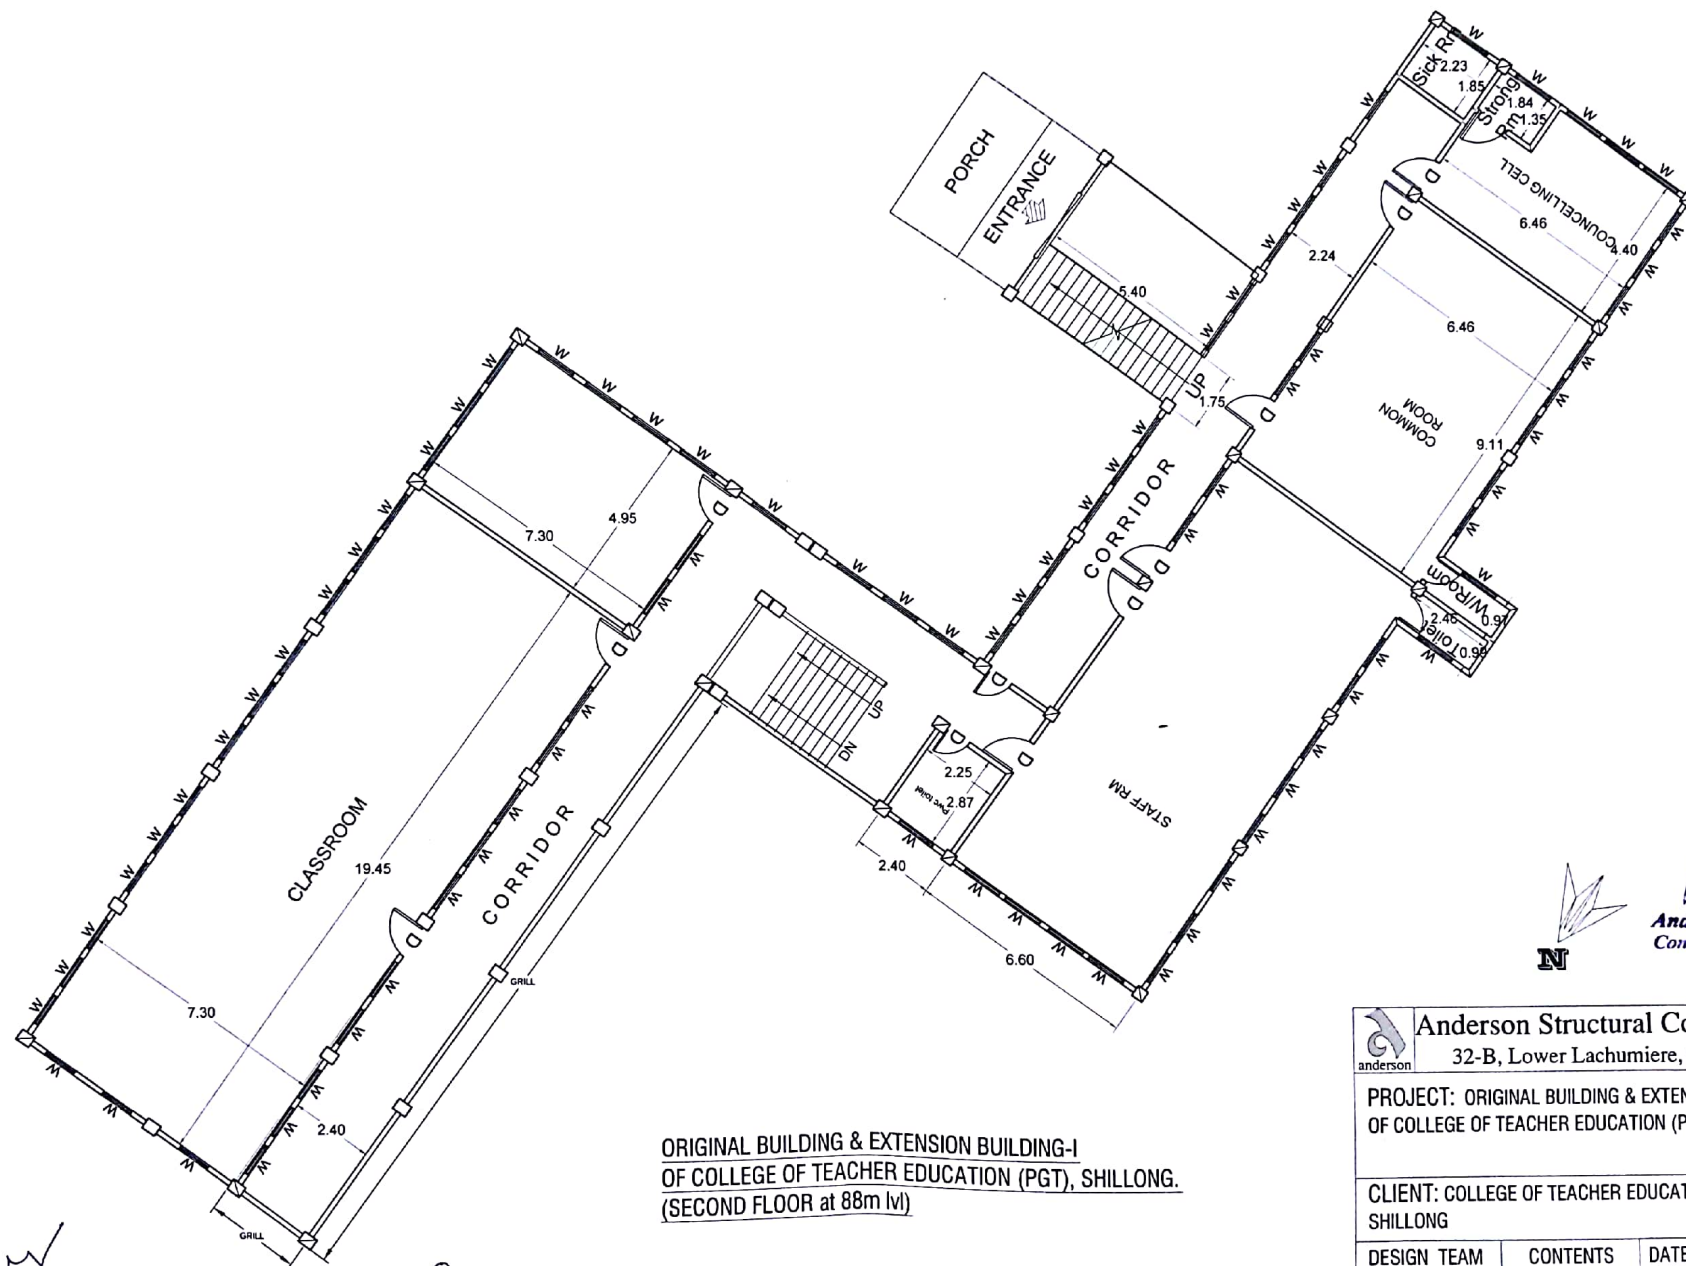 Sick Rm
2.23
1.85
Strong
Rm
1.84
1.35
COUNCELLING CELL
6.46
4.40
PORCH
ENTRANCE
5.40
UP
1.75
2.24
6.46
COMMON
ROOM
9.11
CORRIDOR
W/Room
0.97
2.46
Toilet
0.99
7.30
4.95
UP
DN
2.25
2.87
Pwc toilet
STAFF RM
2.40
6.60
CLASSROOM
19.45
CORRIDOR
GRILL
7.30
2.40
GRILL
W
D
N
ORIGINAL BUILDING & EXTENSION BUILDING-I
OF COLLEGE OF TEACHER EDUCATION (PGT), SHILLONG.
(SECOND FLOOR at 88m lvl)
anderson
Anderson Structural Co
32-B, Lower Lachumiere,
PROJECT: ORIGINAL BUILDING & EXTEN
OF COLLEGE OF TEACHER EDUCATION (P
CLIENT: COLLEGE OF TEACHER EDUCAT
SHILLONG
DESIGN TEAM CONTENTS DATE